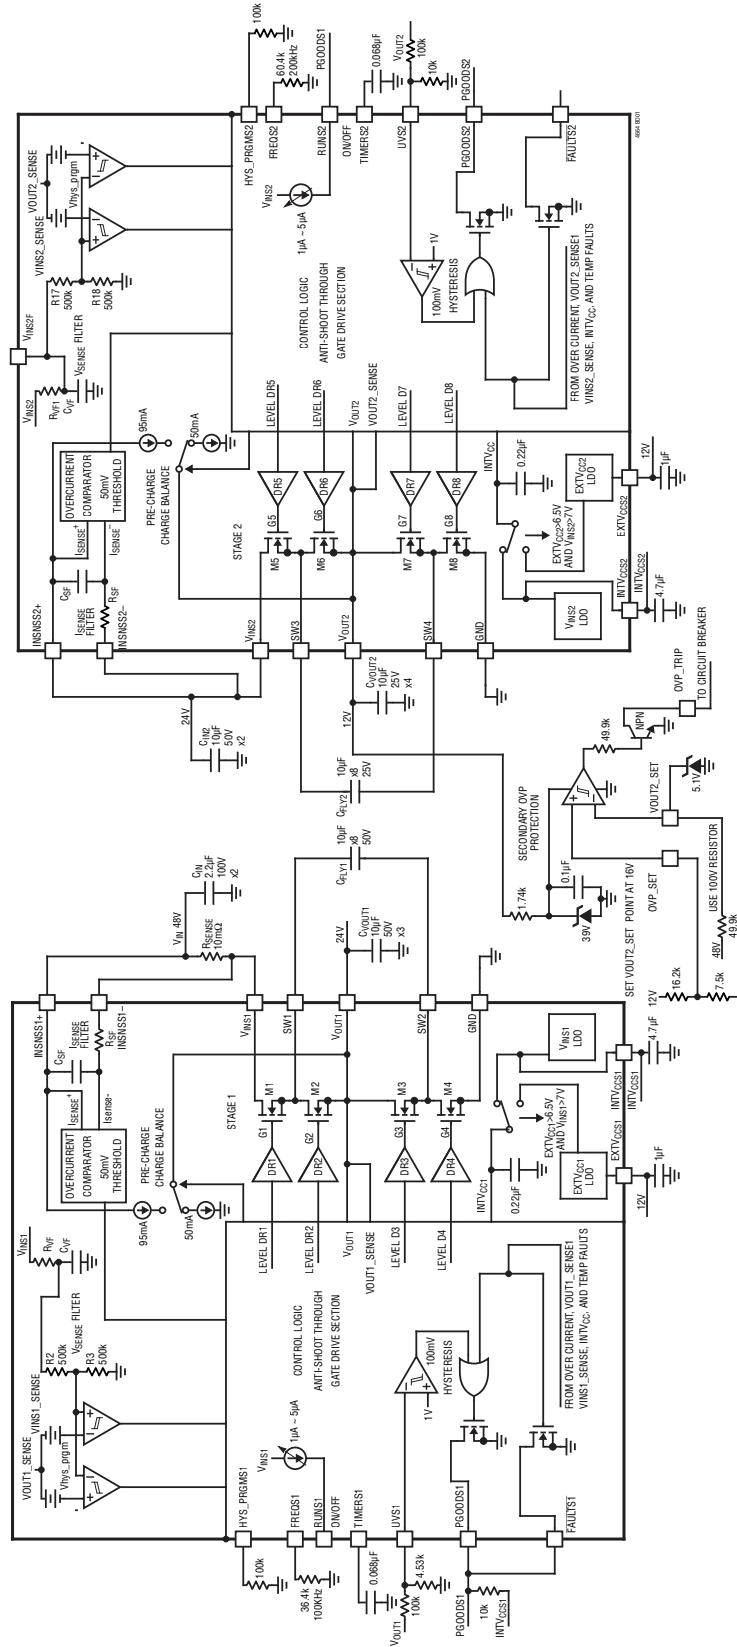 VOUT1_SENSE
VINS1_SENSE
Vhys_prgm
R2
500k
R3
500k
VINS1
RVF
CVF
VSENSE FILTER
OVERCURRENT
COMPARATOR
50mV
THRESHOLD
ISENSE+
Isense-
CSF
ISENSE
FILTER
RSF
INSNSS1+
INSNSS1–
95mA
50mA
PRE-CHARGE
CHARGE BALANCE
HYS_PRGMS1
100k
FREQS1
36.4k
100KHz
RUNS1
ON/OFF
VINS1
1µA ~ 5µA
TIMERS1
0.068µF
UVS1
VOUT1
100k
4.53k
1V
100mV
HYSTERESIS
PGOODS1
PGOODS1
10k
INTVCCS1
FAULTS1
CONTROL LOGIC
ANTI-SHOOT THROUGH
GATE DRIVE SECTION
FROM OVER CURRENT, VOUT1_SENSE1
VINS1_SENSE, INTVCC, AND TEMP FAULTS
STAGE 1
LEVEL DR1
DR1
G1
M1
LEVEL DR2
DR2
G2
M2
VOUT1
VOUT1_SENSE
LEVEL D3
DR3
G3
M3
LEVEL D4
DR4
G4
M4
VINS1
SW1
VOUT1
SW2
GND
INTVCC1
0.22µF
EXTVCC1>6.5V
AND VINS1>7V
EXTVCC1
LDO
VINS1
LDO
EXTVCCS1
12V
1µF
INTVCCS1
INTVCCS1
4.7µF
VIN 48V
CIN
2.2µF
100V
x2
RSENSE
10mΩ
24V
CVOUT1
10µF
50V
x3
CFLY1
10µF
x8
50V
SET VOUT2_SET POINT AT 16V
12V
16.2k
7.5k
OVP_SET
USE 100V RESISTOR
48V
49.9k
VOUT2_SET
5.1V
1.74k
39V
0.1µF
SECONDARY OVP
PROTECTION
49.9k
NPN
OVP_TRIP
TO CIRCUIT BREAKER
24V
CIN2
10µF
50V
x2
CFLY2
10µF
x8
25V
12V
CVOUT2
10µF
25V
x4
INSNSS2+
INSNSS2–
CSF
ISENSE
FILTER
RSF
ISENSE+
ISENSE–
OVERCURRENT
COMPARATOR
50mV
THRESHOLD
PRE-CHARGE
CHARGE BALANCE
95mA
50mA
VINS2
RVF1
CVF
VSENSE FILTER
VINS2F
R17
500k
R18
500k
VINS2_SENSE
VOUT2_SENSE
Vhys_prgm
STAGE 2
VINS2
SW3
VOUT2
SW4
GND
M5
G5
DR5
LEVEL DR5
M6
G6
DR6
LEVEL DR6
VOUT2
VOUT2_SENSE
M7
G7
DR7
LEVEL D7
M8
G8
DR8
LEVEL D8
INTVCC
0.22µF
EXTVCC2>6.5V
AND VINS2>7V
VINS2
LDO
EXTVCC2
LDO
INTVCCS2
INTVCCS2
4.7µF
EXTVCCS2
12V
1µF
CONTROL LOGIC
ANTI-SHOOT THROUGH
GATE DRIVE SECTION
VINS2
1µA ~ 5µA
1V
100mV
HYSTERESIS
FROM OVER CURRENT, VOUT2_SENSE1
VINS2_SENSE, INTVCC, AND TEMP FAULTS
HYS_PRGMS2
100k
FREQS2
60.4k
200kHz
RUNS2
ON/OFF
PGOODS1
TIMERS2
0.068µF
UVS2
VOUT2
100k
10k
PGOODS2
PGOODS2
FAULTS2
4664 BD01